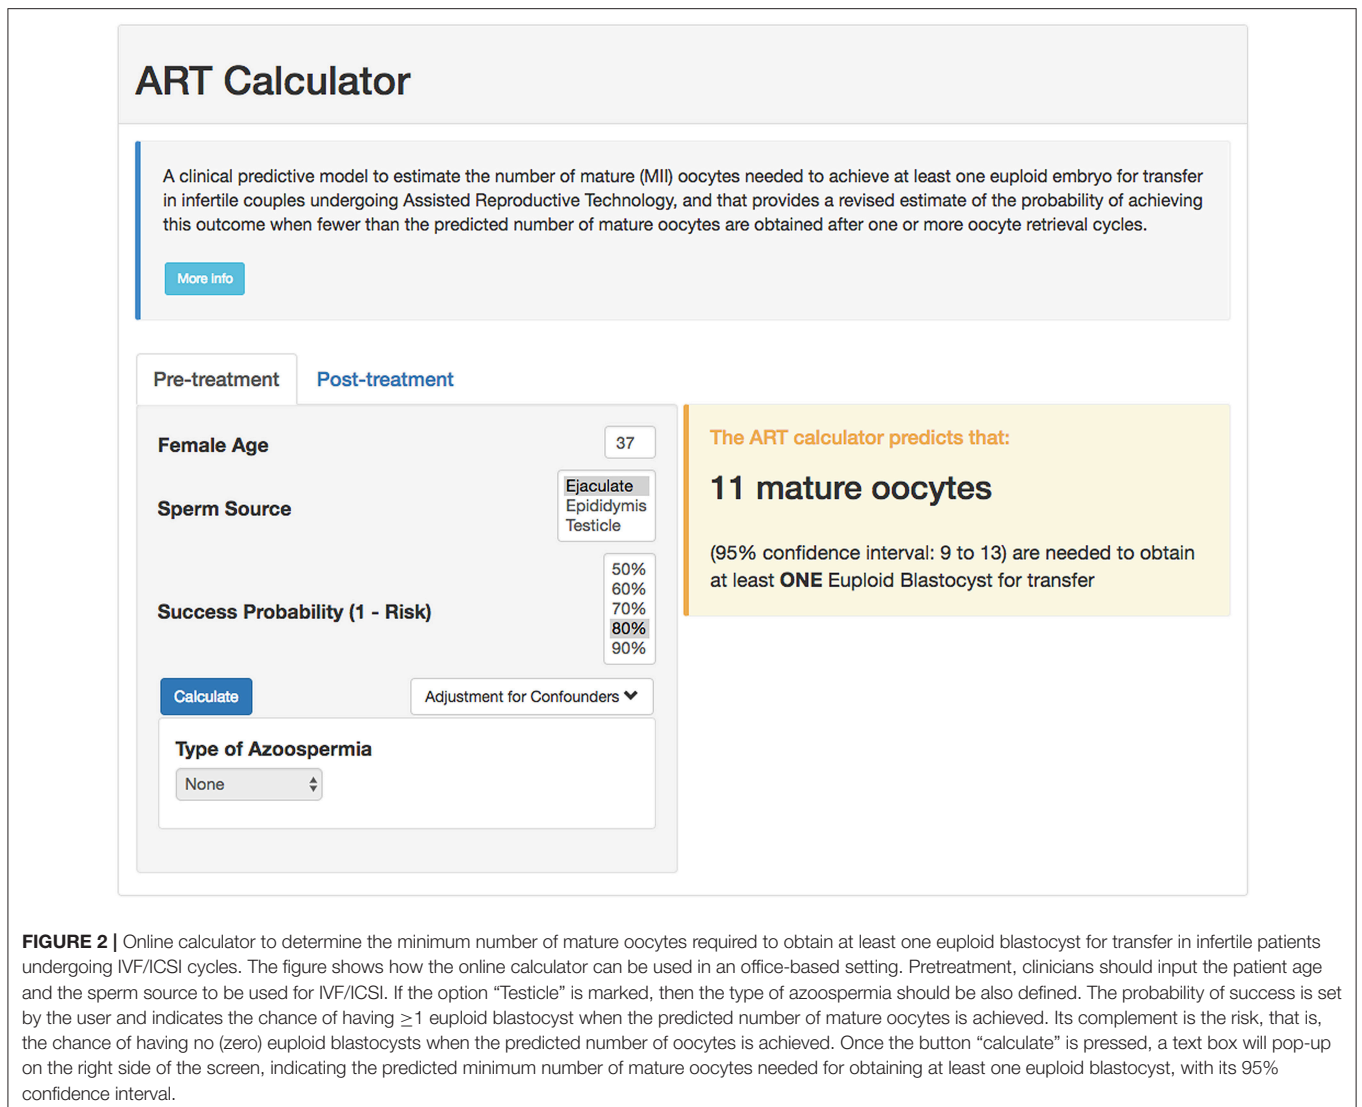 ART Calculator
A clinical predictive model to estimate the number of mature (MII) oocytes needed to achieve at least one euploid embryo for transfer
in infertile couples undergoing Assisted Reproductive Technology, and that provides a revised estimate of the probability of achieving
this outcome when fewer than the predicted number of mature oocytes are obtained after one or more oocyte retrieval cycles.
More info
Pre-treatment Post-treatment
Female Age 37
Sperm Source
Ejaculate
Epididymis
Testicle
Success Probability (1 - Risk)
50%
60%
70%
80%
90%
Calculate Adjustment for Confounders
Type of Azoospermia
None
The ART calculator predicts that:
11 mature oocytes
(95% confidence interval: 9 to 13) are needed to obtain
at least ONE Euploid Blastocyst for transfer
FIGURE 2 | Online calculator to determine the minimum number of mature oocytes required to obtain at least one euploid blastocyst for transfer in infertile patients
undergoing IVF/ICSI cycles. The figure shows how the online calculator can be used in an office-based setting. Pretreatment, clinicians should input the patient age
and the sperm source to be used for IVF/ICSI. If the option “Testicle” is marked, then the type of azoospermia should be also defined. The probability of success is set
by the user and indicates the chance of having ≥1 euploid blastocyst when the predicted number of mature oocytes is achieved. Its complement is the risk, that is,
the chance of having no (zero) euploid blastocysts when the predicted number of oocytes is achieved. Once the button “calculate” is pressed, a text box will pop-up
on the right side of the screen, indicating the predicted minimum number of mature oocytes needed for obtaining at least one euploid blastocyst, with its 95%
confidence interval.